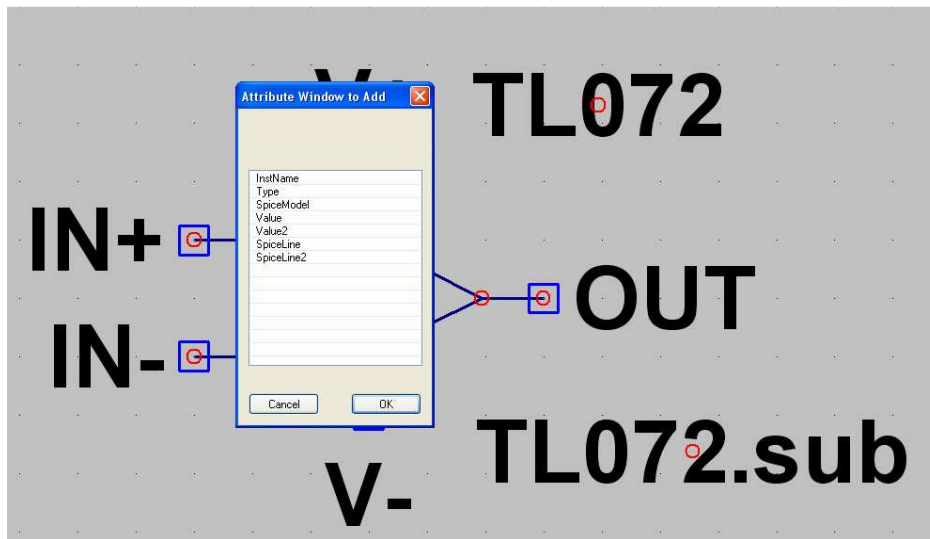 V+ TL072
Attribute Window to Add
InstName
Type
SpiceModel
Value
Value2
SpiceLine
SpiceLine2
IN+
OUT
IN-
Cancel OK
TL072.sub
V-